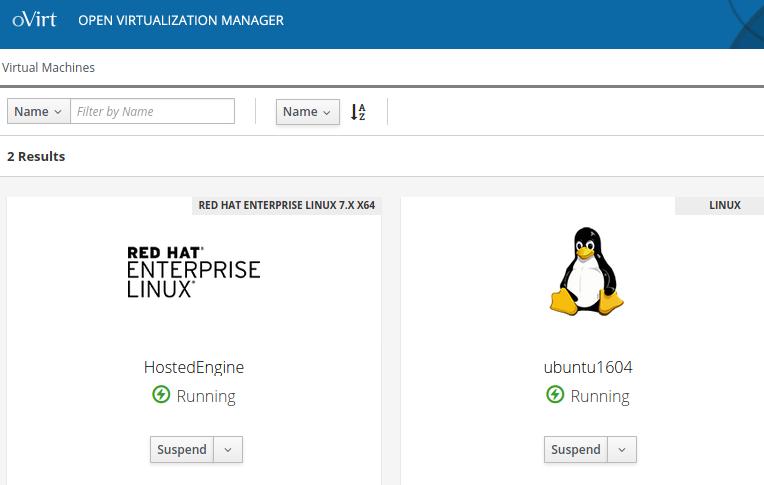 oVirt OPEN VIRTUALIZATION MANAGER
Virtual Machines
Name Filter by Name Name A Z
2 Results
RED HAT ENTERPRISE LINUX 7.X X64 LINUX
RED HAT®
ENTERPRISE
LINUX®
HostedEngine ubuntu1604
Running Running
Suspend Suspend